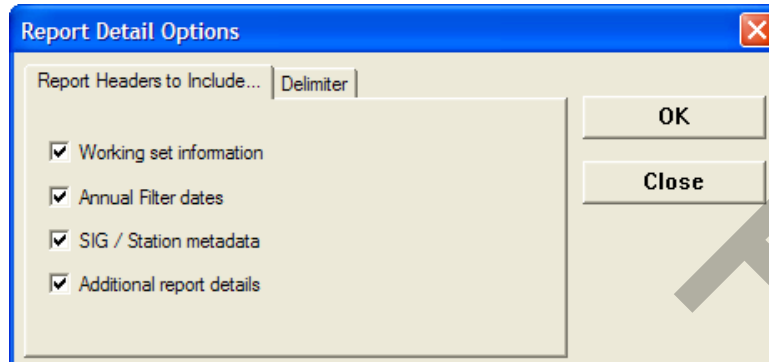 Report Detail Options
Report Headers to Include... Delimiter
Working set information
Annual Filter dates
SIG / Station metadata
Additional report details
OK
Close